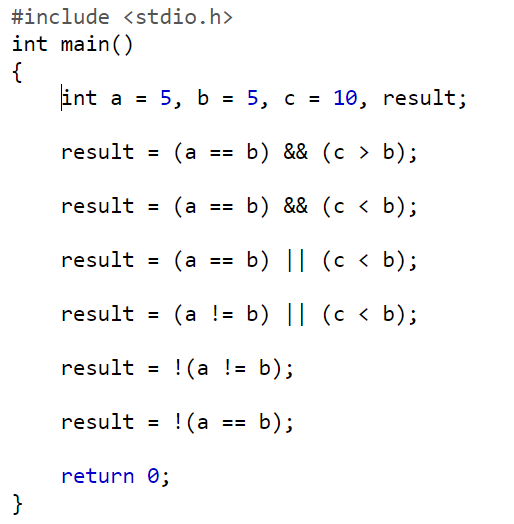 #include <stdio.h>
int main()
{
    int a = 5, b = 5, c = 10, result;
    result = (a == b) && (c > b);
    result = (a == b) && (c < b);
    result = (a == b) || (c < b);
    result = (a != b) || (c < b);
    result = !(a != b);
    result = !(a == b);
    return 0;
}